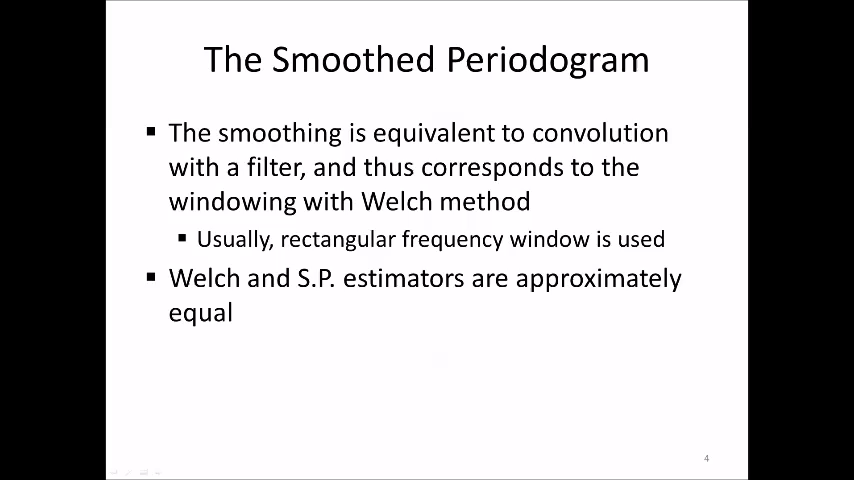 The Smoothed Periodogram
▪ The smoothing is equivalent to convolution
with a filter, and thus corresponds to the
windowing with Welch method
▪ Usually, rectangular frequency window is used
▪ Welch and S.P. estimators are approximately
equal
4